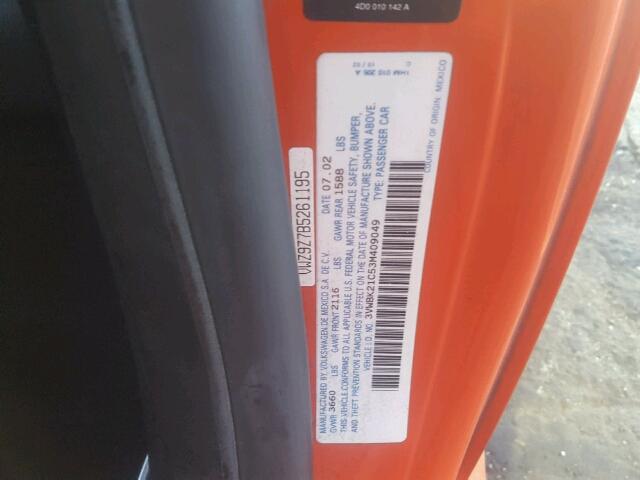 4D0 010 142 A
VWZ9Z7B5261195
1HM 010 206 A
MANUFACTURED BY VOLKSWAGEN DE MEXICO S.A. DE C.V. DATE 07.02
GVWR 3660 LBS GAWR FRONT 2116 LBS GAWR REAR 1588 LBS
THIS VEHICLE CONFORMS TO ALL APPLICABLE U.S. FEDERAL MOTOR VEHICLE SAFETY, BUMPER,
AND THEFT PREVENTION STANDARDS IN EFFECT ON THE DATE OF MANUFACTURE SHOWN ABOVE.
VEHICLE I.D. NO. 3VWBK21C53M409049 TYPE: PASSENGER CAR
COUNTRY OF ORIGIN: MEXICO